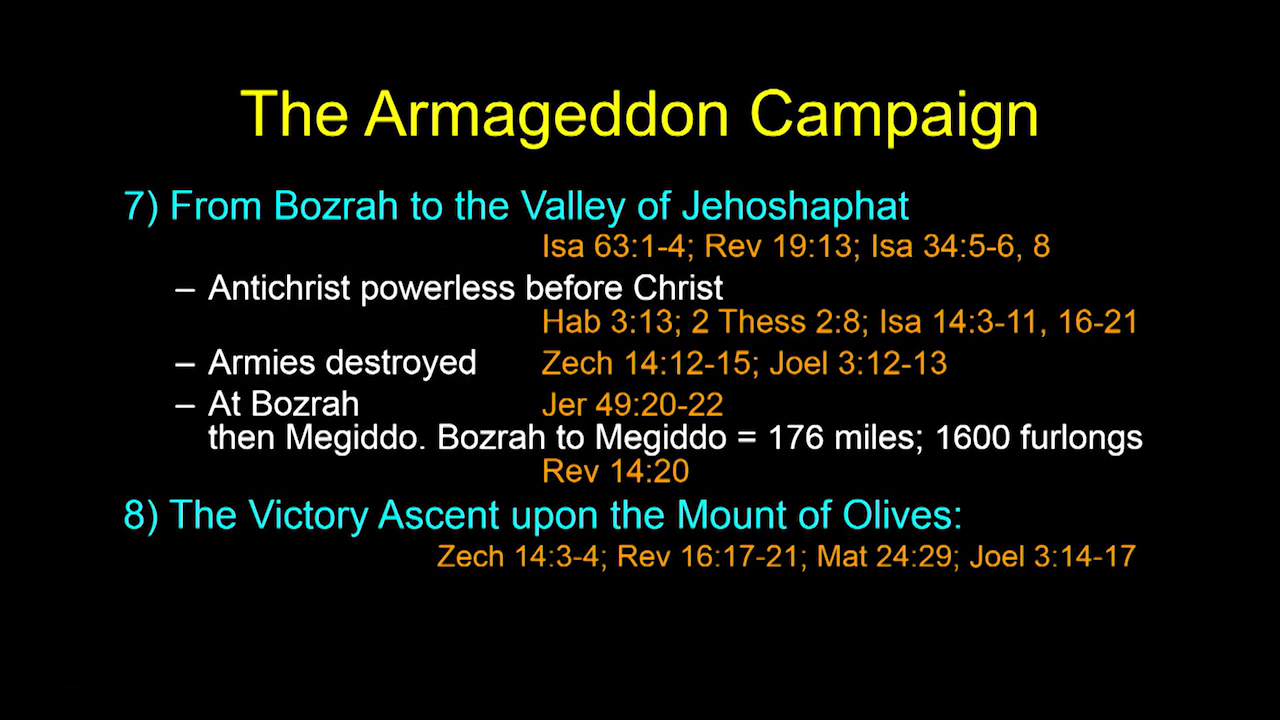 The Armageddon Campaign
7) From Bozrah to the Valley of Jehoshaphat
Isa 63:1-4; Rev 19:13; Isa 34:5-6, 8
– Antichrist powerless before Christ
Hab 3:13; 2 Thess 2:8; Isa 14:3-11, 16-21
– Armies destroyed Zech 14:12-15; Joel 3:12-13
– At Bozrah Jer 49:20-22
then Megiddo. Bozrah to Megiddo = 176 miles; 1600 furlongs
Rev 14:20
8) The Victory Ascent upon the Mount of Olives:
Zech 14:3-4; Rev 16:17-21; Mat 24:29; Joel 3:14-17